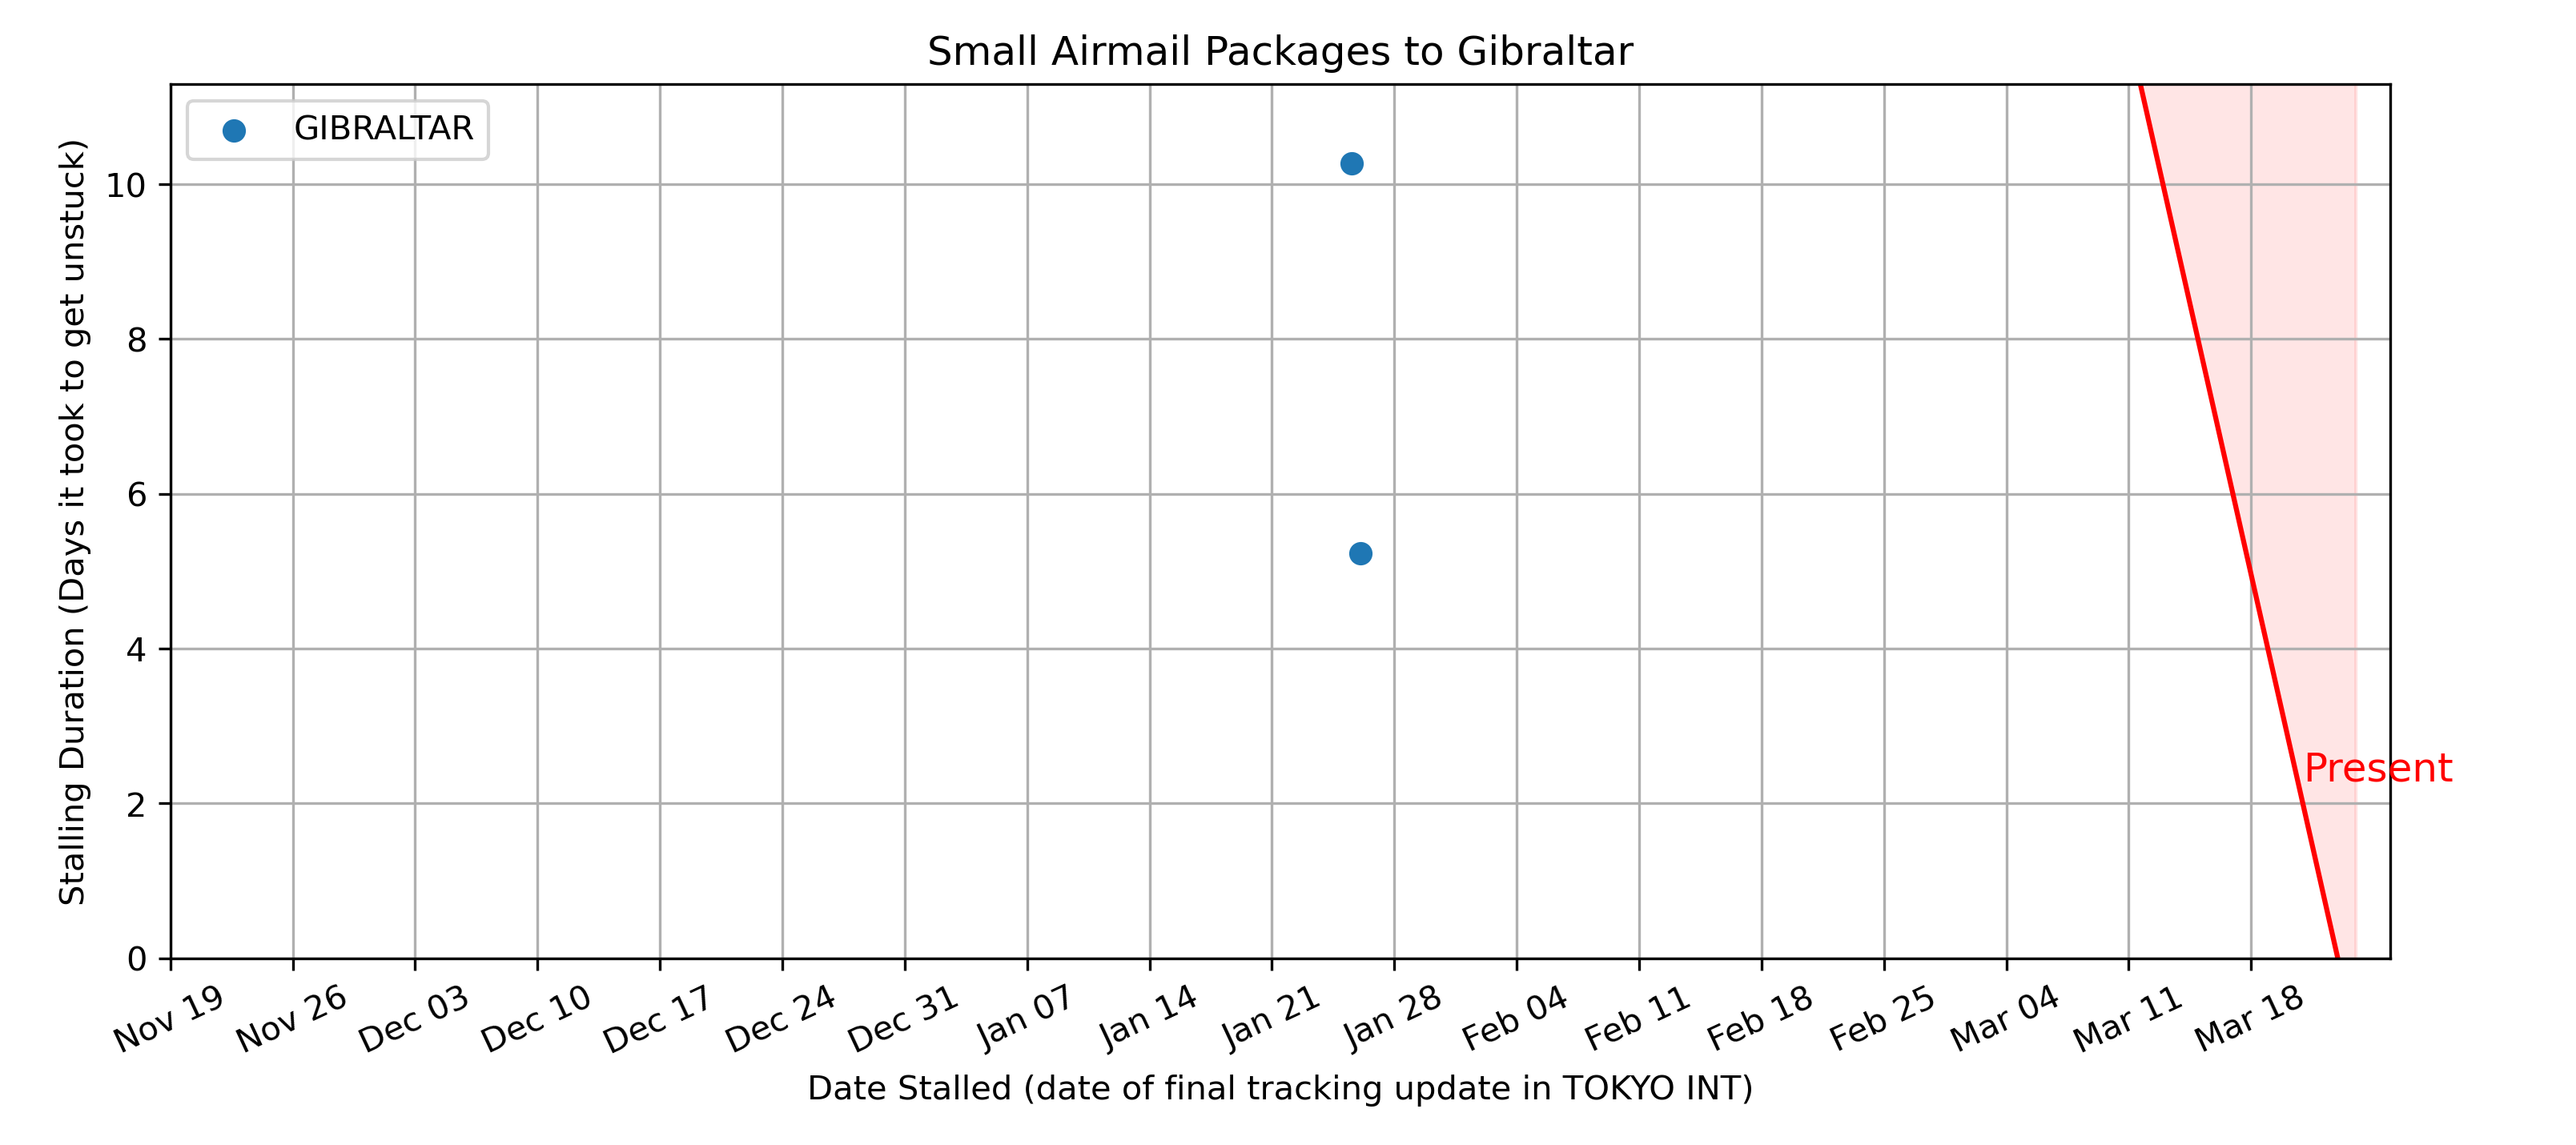 Small Airmail Packages to Gibraltar
GIBRALTAR
Stalling Duration (Days it took to get unstuck)
10
8
6
4
2
0
Present
Nov 19
Nov 26
Dec 03
Dec 10
Dec 17
Dec 24
Dec 31
Jan 07
Jan 14
Jan 21
Jan 28
Feb 04
Feb 11
Feb 18
Feb 25
Mar 04
Mar 11
Mar 18
Date Stalled (date of final tracking update in TOKYO INT)